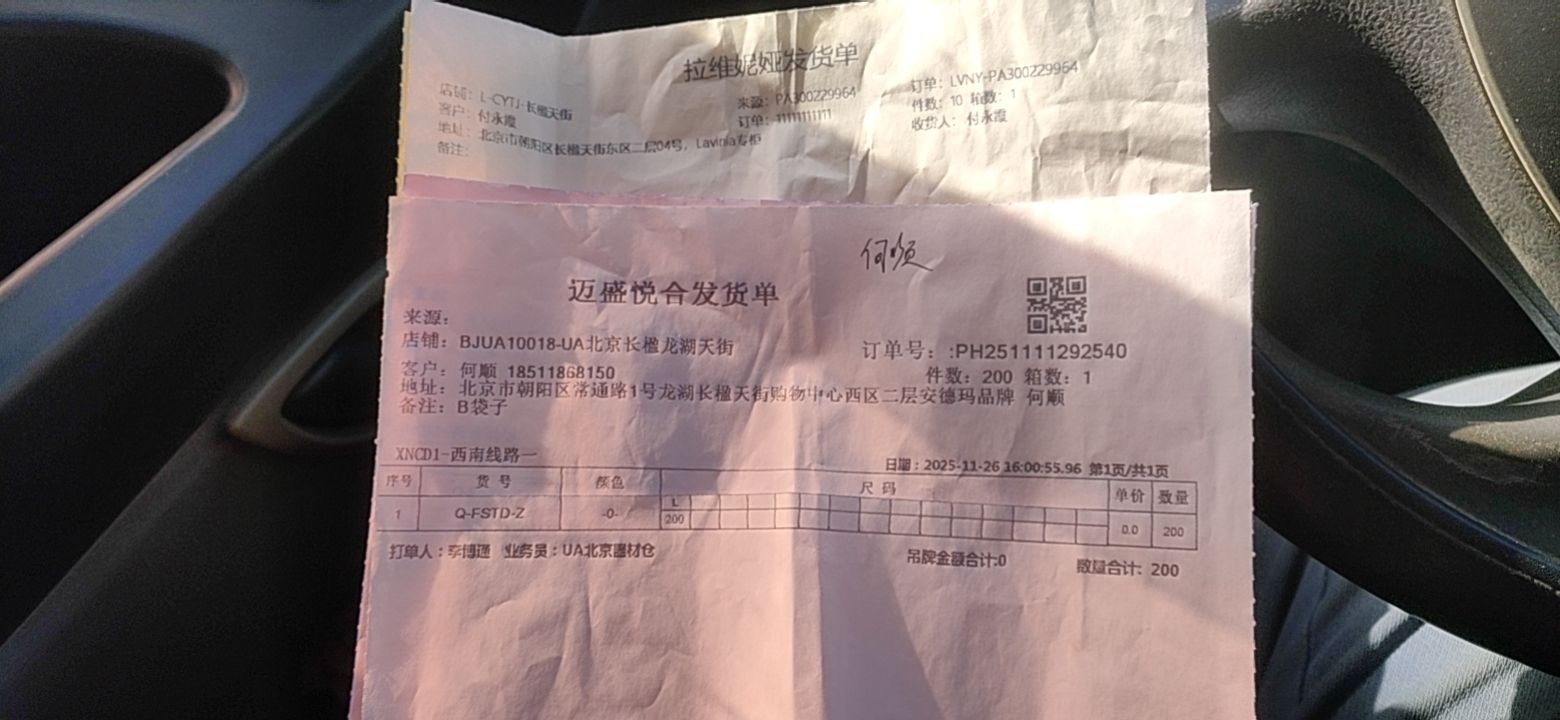 拉维妮娅发货单
店铺：L-CYTJ-长楹天街 来源：PA300229964 订单：LVNY-PA300229964
客户：付永霞 订单：11111111111 件数：10 箱数：1
地址：北京市朝阳区长楹天街东区二层04号，Lavinia专柜 收货人：付永霞
备注：
何顺
迈盛悦合发货单
来源：
店铺：BJUA10018-UA北京长楹龙湖天街 订单号：:PH251111292540
客户：何顺 18511868150 件数：200 箱数：1
地址：北京市朝阳区常通路1号龙湖长楹天街购物中心西区二层安德玛品牌 何顺
备注：B袋子
XNCD1-西南线路一 日期：2025-11-26 16:00:55.96 第1页/共1页
序号 货号 颜色 尺码 单价 数量
L
1 Q-FSTD-Z -0- 200 0.0 200
打单人：李博通 业务员：UA北京器材仓 吊牌金额合计:0 数量合计：200